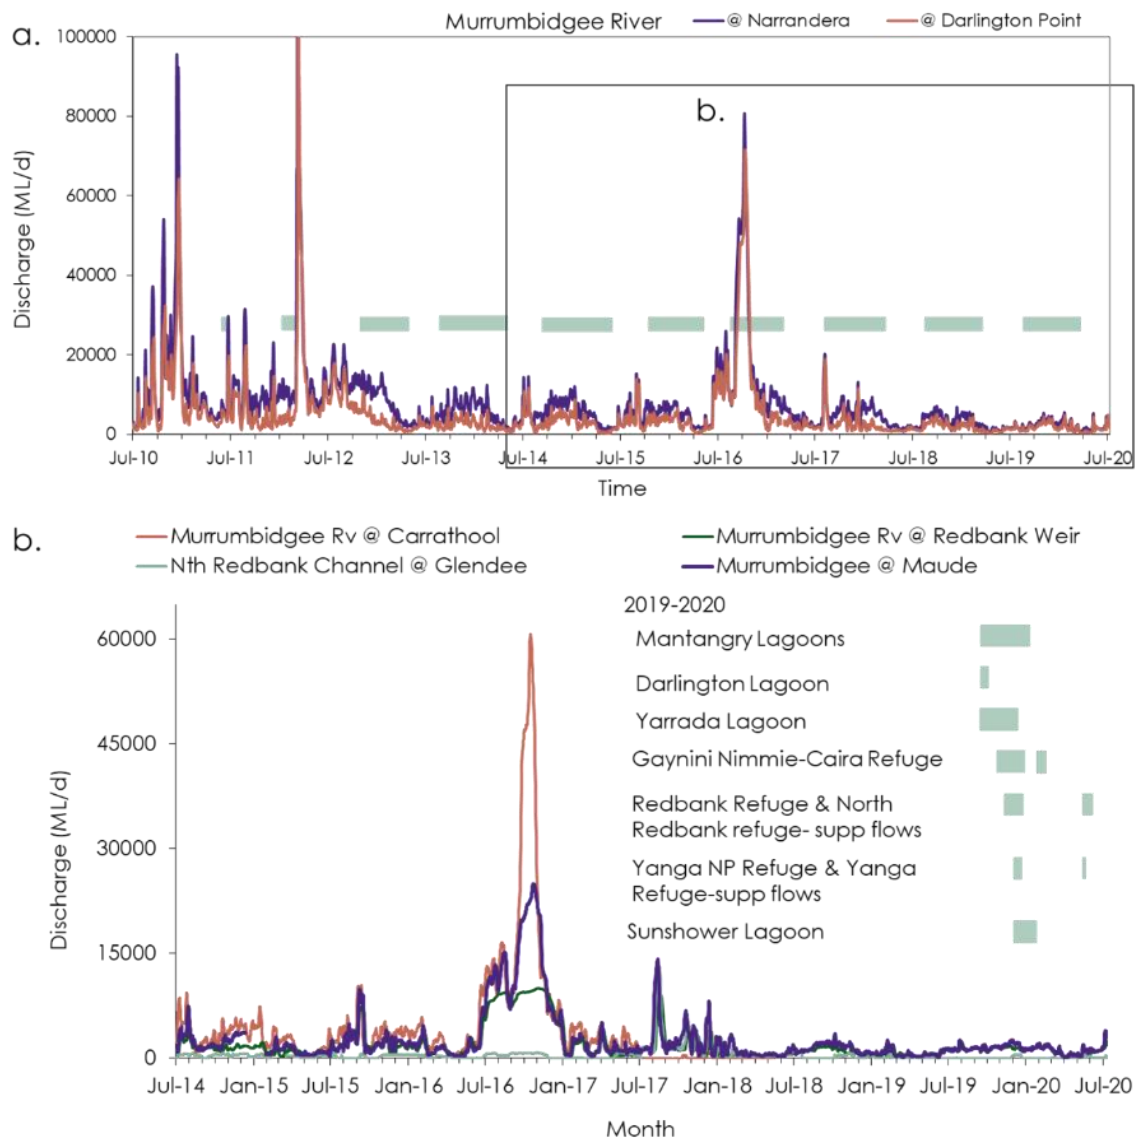 Murrumbidgee River
@ Narrandera
@ Darlington Point
a.
100000
80000
60000
40000
20000
0
Discharge (ML/d)
b.
Jul-10 Jul-11 Jul-12 Jul-13 Jul-14 Jul-15 Jul-16 Jul-17 Jul-18 Jul-19 Jul-20
Time
b.
Murrumbidgee Rv @ Carrathool
Murrumbidgee Rv @ Redbank Weir
Nth Redbank Channel @ Glendee
Murrumbidgee @ Maude
60000
45000
30000
15000
0
Discharge (ML/d)
2019-2020
Mantangry Lagoons
Darlington Lagoon
Yarrada Lagoon
Gaynini Nimmie-Caira Refuge
Redbank Refuge & North
Redbank refuge- supp flows
Yanga NP Refuge & Yanga
Refuge-supp flows
Sunshower Lagoon
Jul-14 Jan-15 Jul-15 Jan-16 Jul-16 Jan-17 Jul-17 Jan-18 Jul-18 Jan-19 Jul-19 Jan-20 Jul-20
Month